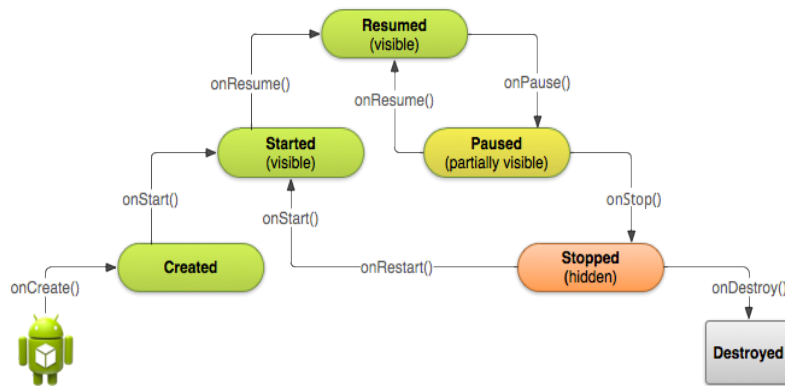 Resumed
(visible)
onResume()
onResume()
onPause()
Started
(visible)
Paused
(partially visible)
onStart()
onStart()
onStop()
Created
onRestart()
Stopped
(hidden)
onCreate()
onDestroy()
Destroyed